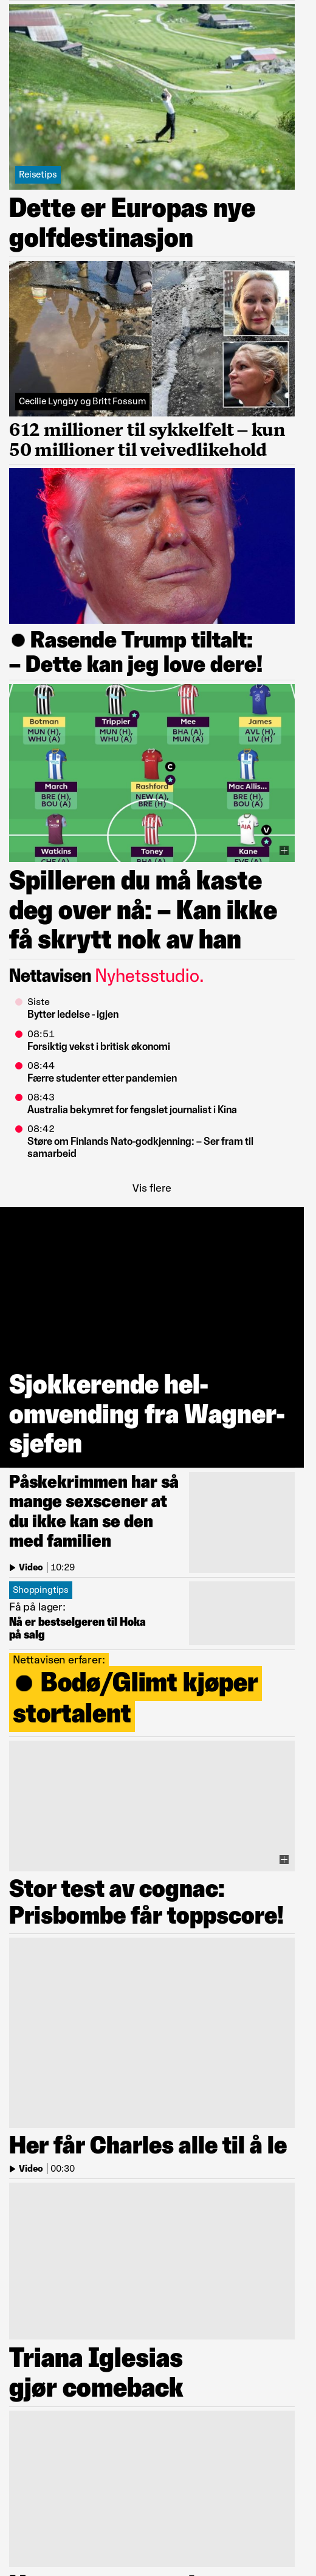 Reisetips
Dette er Europas nye
golfdestinasjon
Cecilie Lyngby og Britt Fossum
612 millioner til sykkelfelt – kun
50 millioner til veivedlikehold
● Rasende Trump tiltalt:
– Dette kan jeg love dere!
Botman
Trippier
Mee
James
MUN (H),
WHU (A)
MUN (H),
WHU (A)
BHA (A),
MUN (A)
AVL (H),
LIV (H)
C
March
Rashford
Mac Allis...
BRE (H),
BOU (A)
NEW (A),
BRE (H)
BRE (H),
BOU (A)
V
Watkins
Toney
Kane
Spilleren du må kaste
deg over nå: – Kan ikke
få skrytt nok av han
Nettavisen Nyhetsstudio.
Siste
Bytter ledelse - igjen
08:51
Forsiktig vekst i britisk økonomi
08:44
Færre studenter etter pandemien
08:43
Australia bekymret for fengslet journalist i Kina
08:42
Støre om Finlands Nato-godkjenning: – Ser fram til
samarbeid
Vis flere
Sjokkerende hel-
omvending fra Wagner-
sjefen
Påskekrimmen har så
mange sexscener at
du ikke kan se den
med familien
Video | 10:29
Shoppingtips
Få på lager:
Nå er bestselgeren til Hoka
på salg
Nettavisen erfarer:
● Bodø/Glimt kjøper
stortalent
Stor test av cognac:
Prisbombe får toppscore!
Her får Charles alle til å le
Video | 00:30
Triana Iglesias
gjør comeback